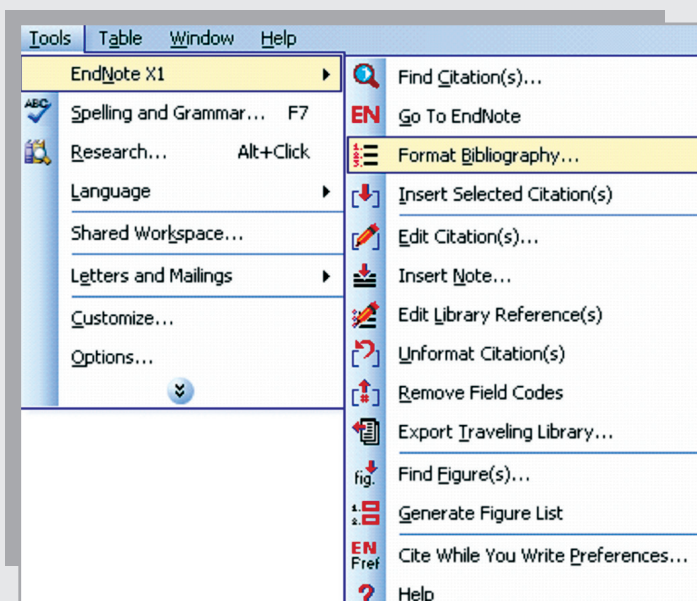 Tools Table Window Help
EndNote X1
Spelling and Grammar... F7
Research... Alt+Click
Language
Shared Workspace...
Letters and Mailings
Customize...
Options...
Find Citation(s)...
EN Go To EndNote
Format Bibliography...
Insert Selected Citation(s)
Edit Citation(s)...
Insert Note...
Edit Library Reference(s)
Unformat Citation(s)
Remove Field Codes
Export Traveling Library...
fig. Find Figure(s)...
Generate Figure List
EN Pref Cite While You Write Preferences...
? Help